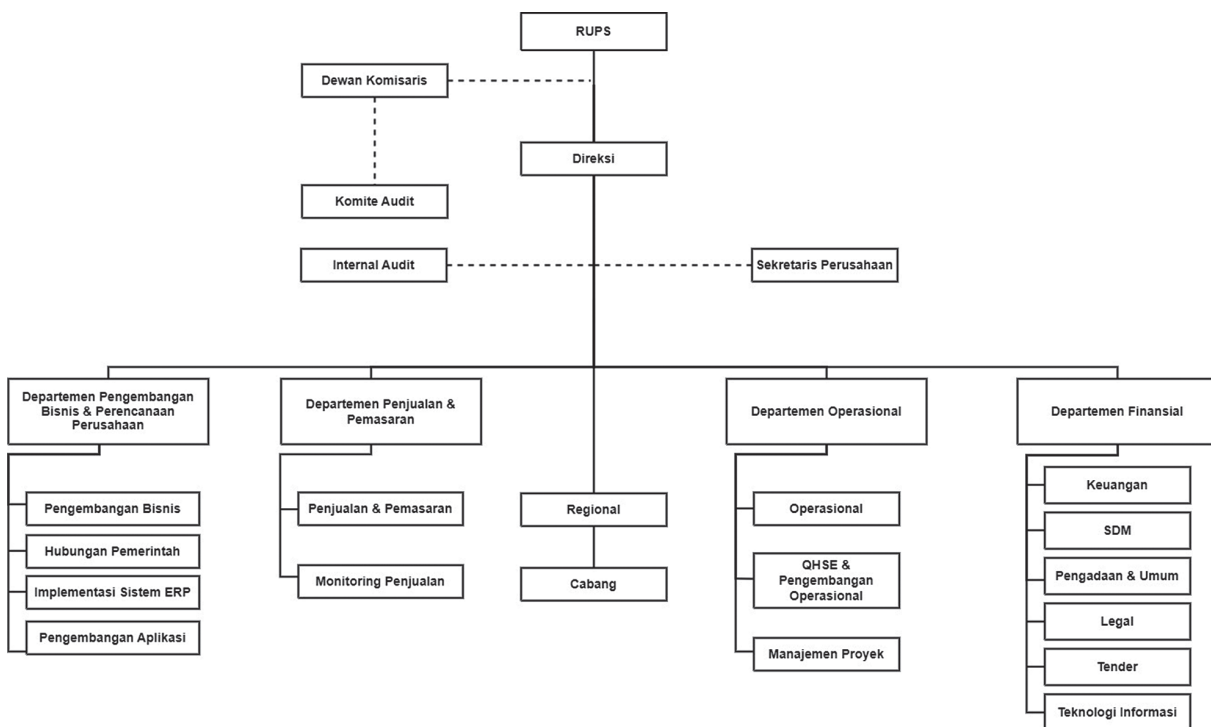 RUPS
Dewan Komisaris
Direksi
Komite Audit
Internal Audit
Sekretaris Perusahaan
Departemen Pengembangan
Bisnis & Perencanaan
Perusahaan
Departemen Penjualan &
Pemasaran
Departemen Operasional
Departemen Finansial
Pengembangan Bisnis
Hubungan Pemerintah
Implementasi Sistem ERP
Pengembangan Aplikasi
Penjualan & Pemasaran
Monitoring Penjualan
Regional
Cabang
Operasional
QHSE &
Pengembangan
Operasional
Manajemen Proyek
Keuangan
SDM
Pengadaan & Umum
Legal
Tender
Teknologi Informasi